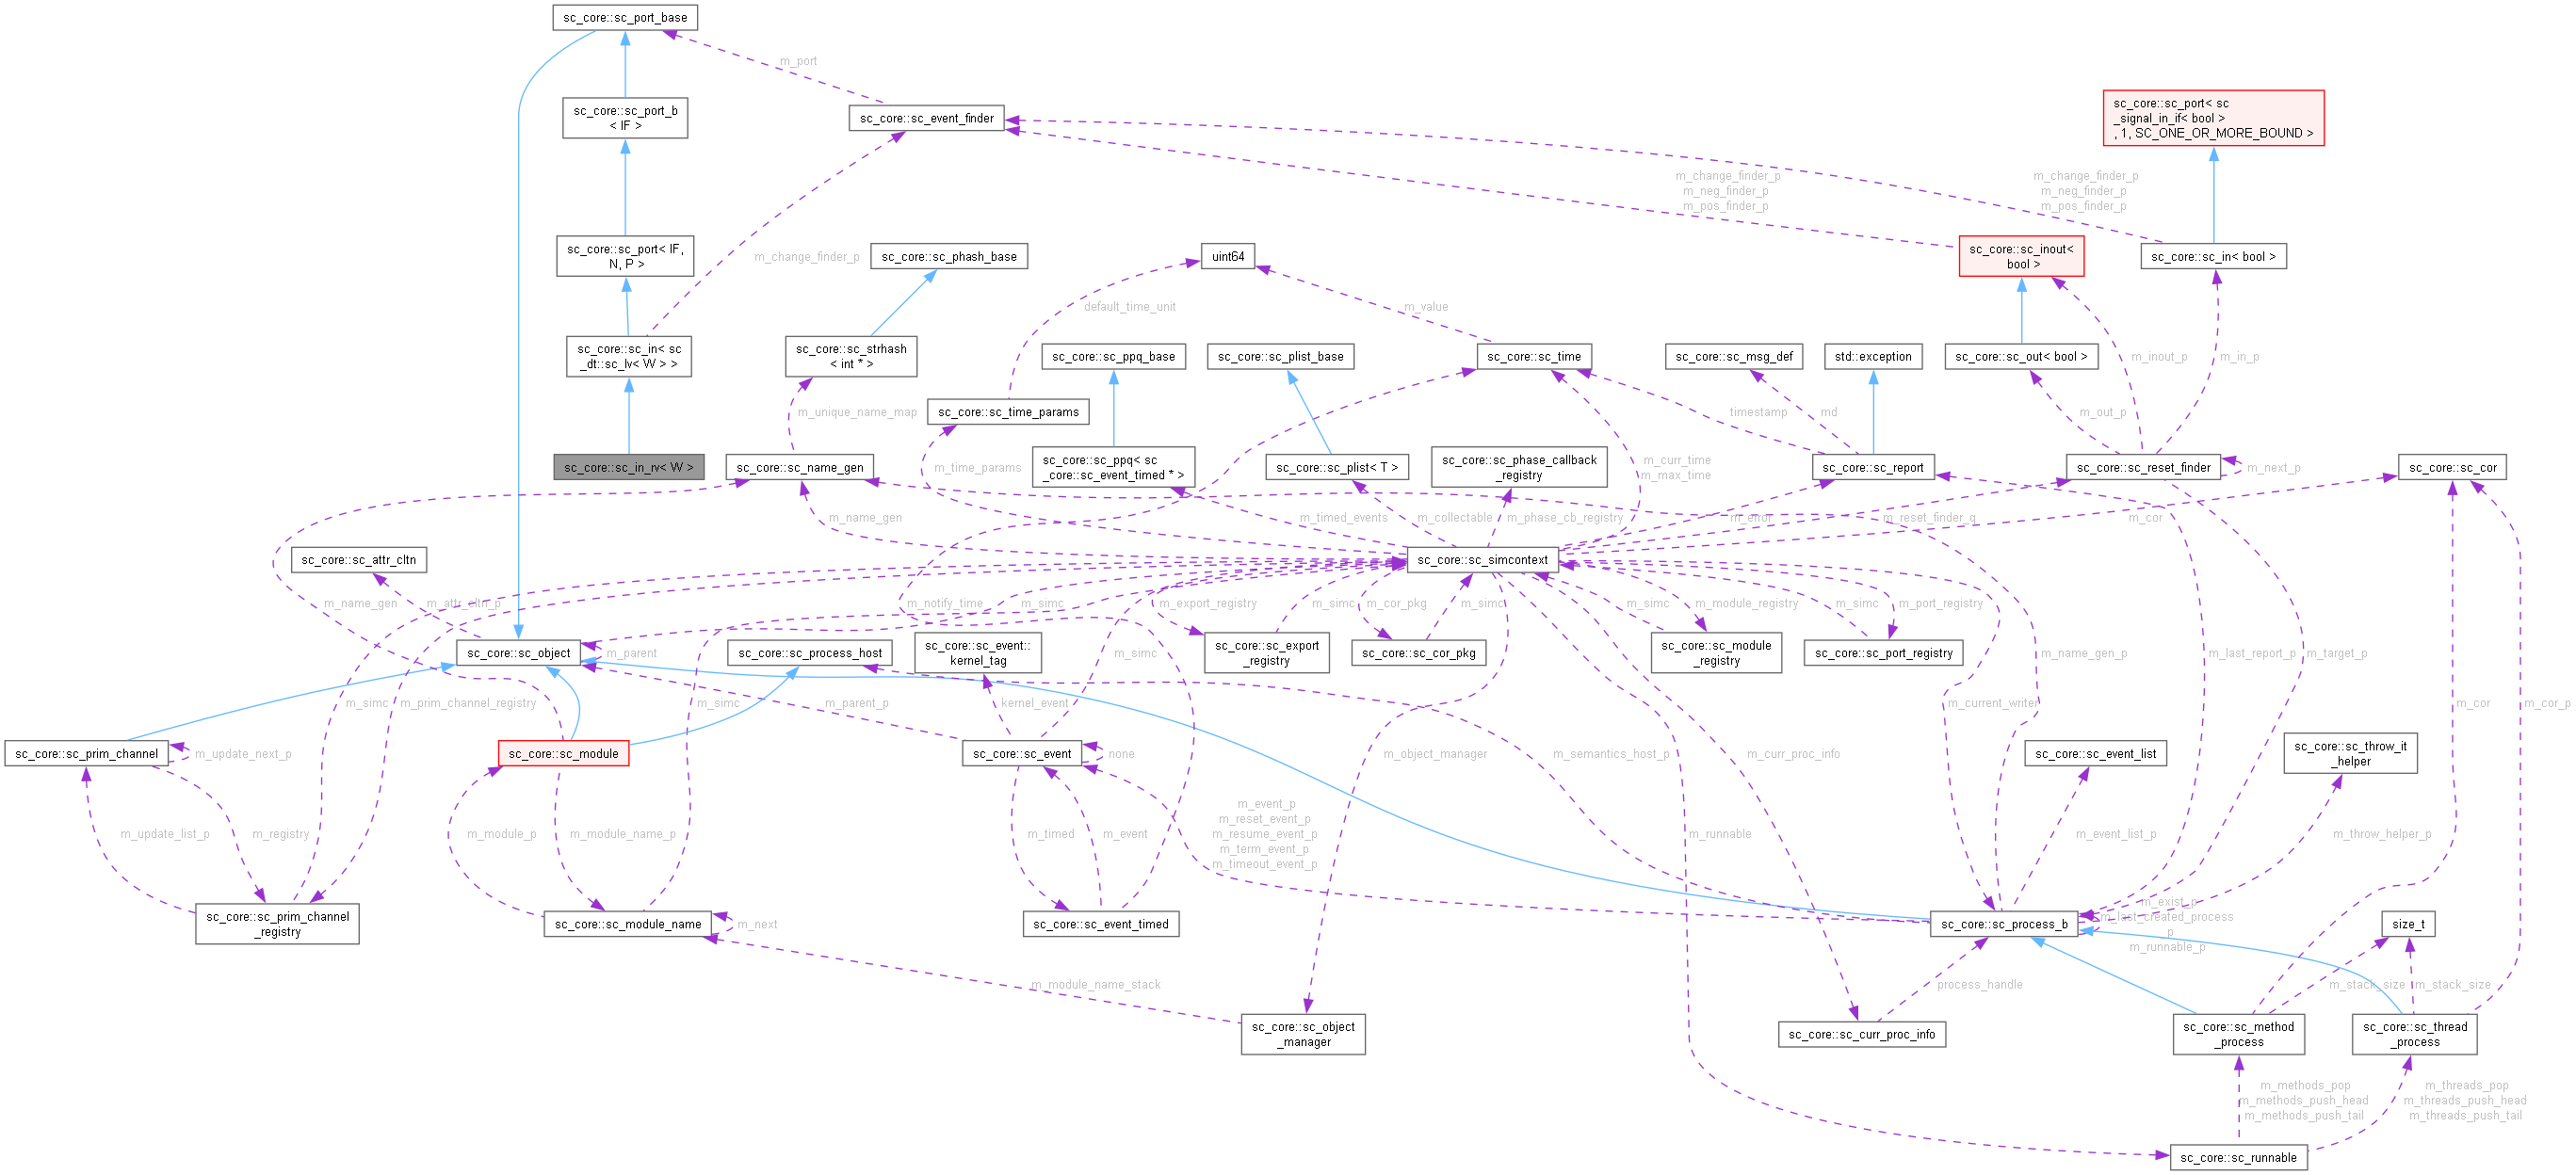 sc_core::sc_port_base
m_port
sc_core::sc_port_b
< IF >
sc_core::sc_event_finder
sc_core::sc_port< sc
_signal_in_if< bool >
, 1, SC_ONE_OR_MORE_BOUND >
m_change_finder_p
m_neg_finder_p
m_pos_finder_p
m_change_finder_p
m_neg_finder_p
m_pos_finder_p
sc_core::sc_port< IF,
N, P >
m_change_finder_p
sc_core::sc_phash_base
uint64
sc_core::sc_inout<
bool >
sc_core::sc_in< bool >
default_time_unit
m_value
sc_core::sc_in< sc
_dt::sc_lv< W > >
sc_core::sc_strhash
< int * >
sc_core::sc_ppq_base
sc_core::sc_plist_base
sc_core::sc_time
sc_core::sc_msg_def
std::exception
sc_core::sc_out< bool >
m_inout_p
m_in_p
m_unique_name_map
sc_core::sc_time_params
timestamp
md
m_out_p
sc_core::sc_in_rv< W >
sc_core::sc_name_gen
m_time_params
sc_core::sc_ppq< sc
_core::sc_event_timed * >
sc_core::sc_plist< T >
sc_core::sc_phase_callback
_registry
m_curr_time
m_max_time
sc_core::sc_report
sc_core::sc_reset_finder
m_next_p
sc_core::sc_cor
m_name_gen
m_timed_events
m_collectable
m_phase_cb_registry
m_error
m_reset_finder_q
m_cor
sc_core::sc_attr_cltn
sc_core::sc_simcontext
m_name_gen
m_attr_cltn_p
m_notify_time
m_simc
m_export_registry
m_simc
m_cor_pkg
m_simc
m_simc
m_module_registry
m_simc
m_port_registry
sc_core::sc_object
m_parent
sc_core::sc_process_host
sc_core::sc_event::
kernel_tag
m_simc
sc_core::sc_export
_registry
sc_core::sc_cor_pkg
sc_core::sc_module
_registry
sc_core::sc_port_registry
m_name_gen_p
m_last_report_p
m_target_p
m_simc
m_prim_channel_registry
m_simc
m_parent_p
kernel_event
m_current_writer
m_cor
m_cor_p
sc_core::sc_prim_channel
m_update_next_p
sc_core::sc_module
sc_core::sc_event
none
m_object_manager
m_semantics_host_p
m_curr_proc_info
sc_core::sc_event_list
sc_core::sc_throw_it
_helper
m_update_list_p
m_registry
m_module_p
m_module_name_p
m_timed
m_event
m_event_p
m_reset_event_p
m_resume_event_p
m_term_event_p
m_timeout_event_p
m_runnable
m_event_list_p
m_throw_helper_p
sc_core::sc_prim_channel
_registry
sc_core::sc_module_name
m_next
sc_core::sc_event_timed
sc_core::sc_process_b
m_exist_p
m_last_created_process
_p
m_runnable_p
size_t
m_module_name_stack
process_handle
m_stack_size
m_stack_size
sc_core::sc_object
_manager
sc_core::sc_curr_proc_info
sc_core::sc_method
_process
sc_core::sc_thread
_process
m_methods_pop
m_methods_push_head
m_methods_push_tail
m_threads_pop
m_threads_push_head
m_threads_push_tail
sc_core::sc_runnable